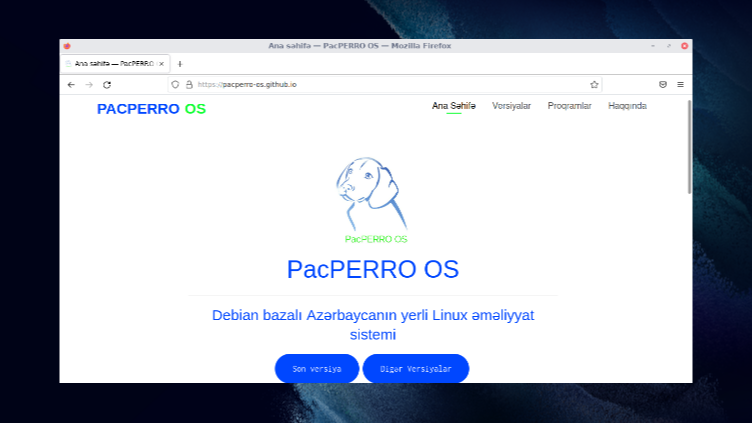 Ana səhifə — PacPERRO OS — Mozilla Firefox
Ana səhifə — PacPERRO
https://pacperro-os.github.io
PACPERRO OS
Ana Səhifə
Versiyalar
Proqramlar
Haqqında
PacPERRO OS
PacPERRO OS
Debian bazalı Azərbaycanın yerli Linux əməliyyat
sistemi
Son versiya
Digər Versiyalar